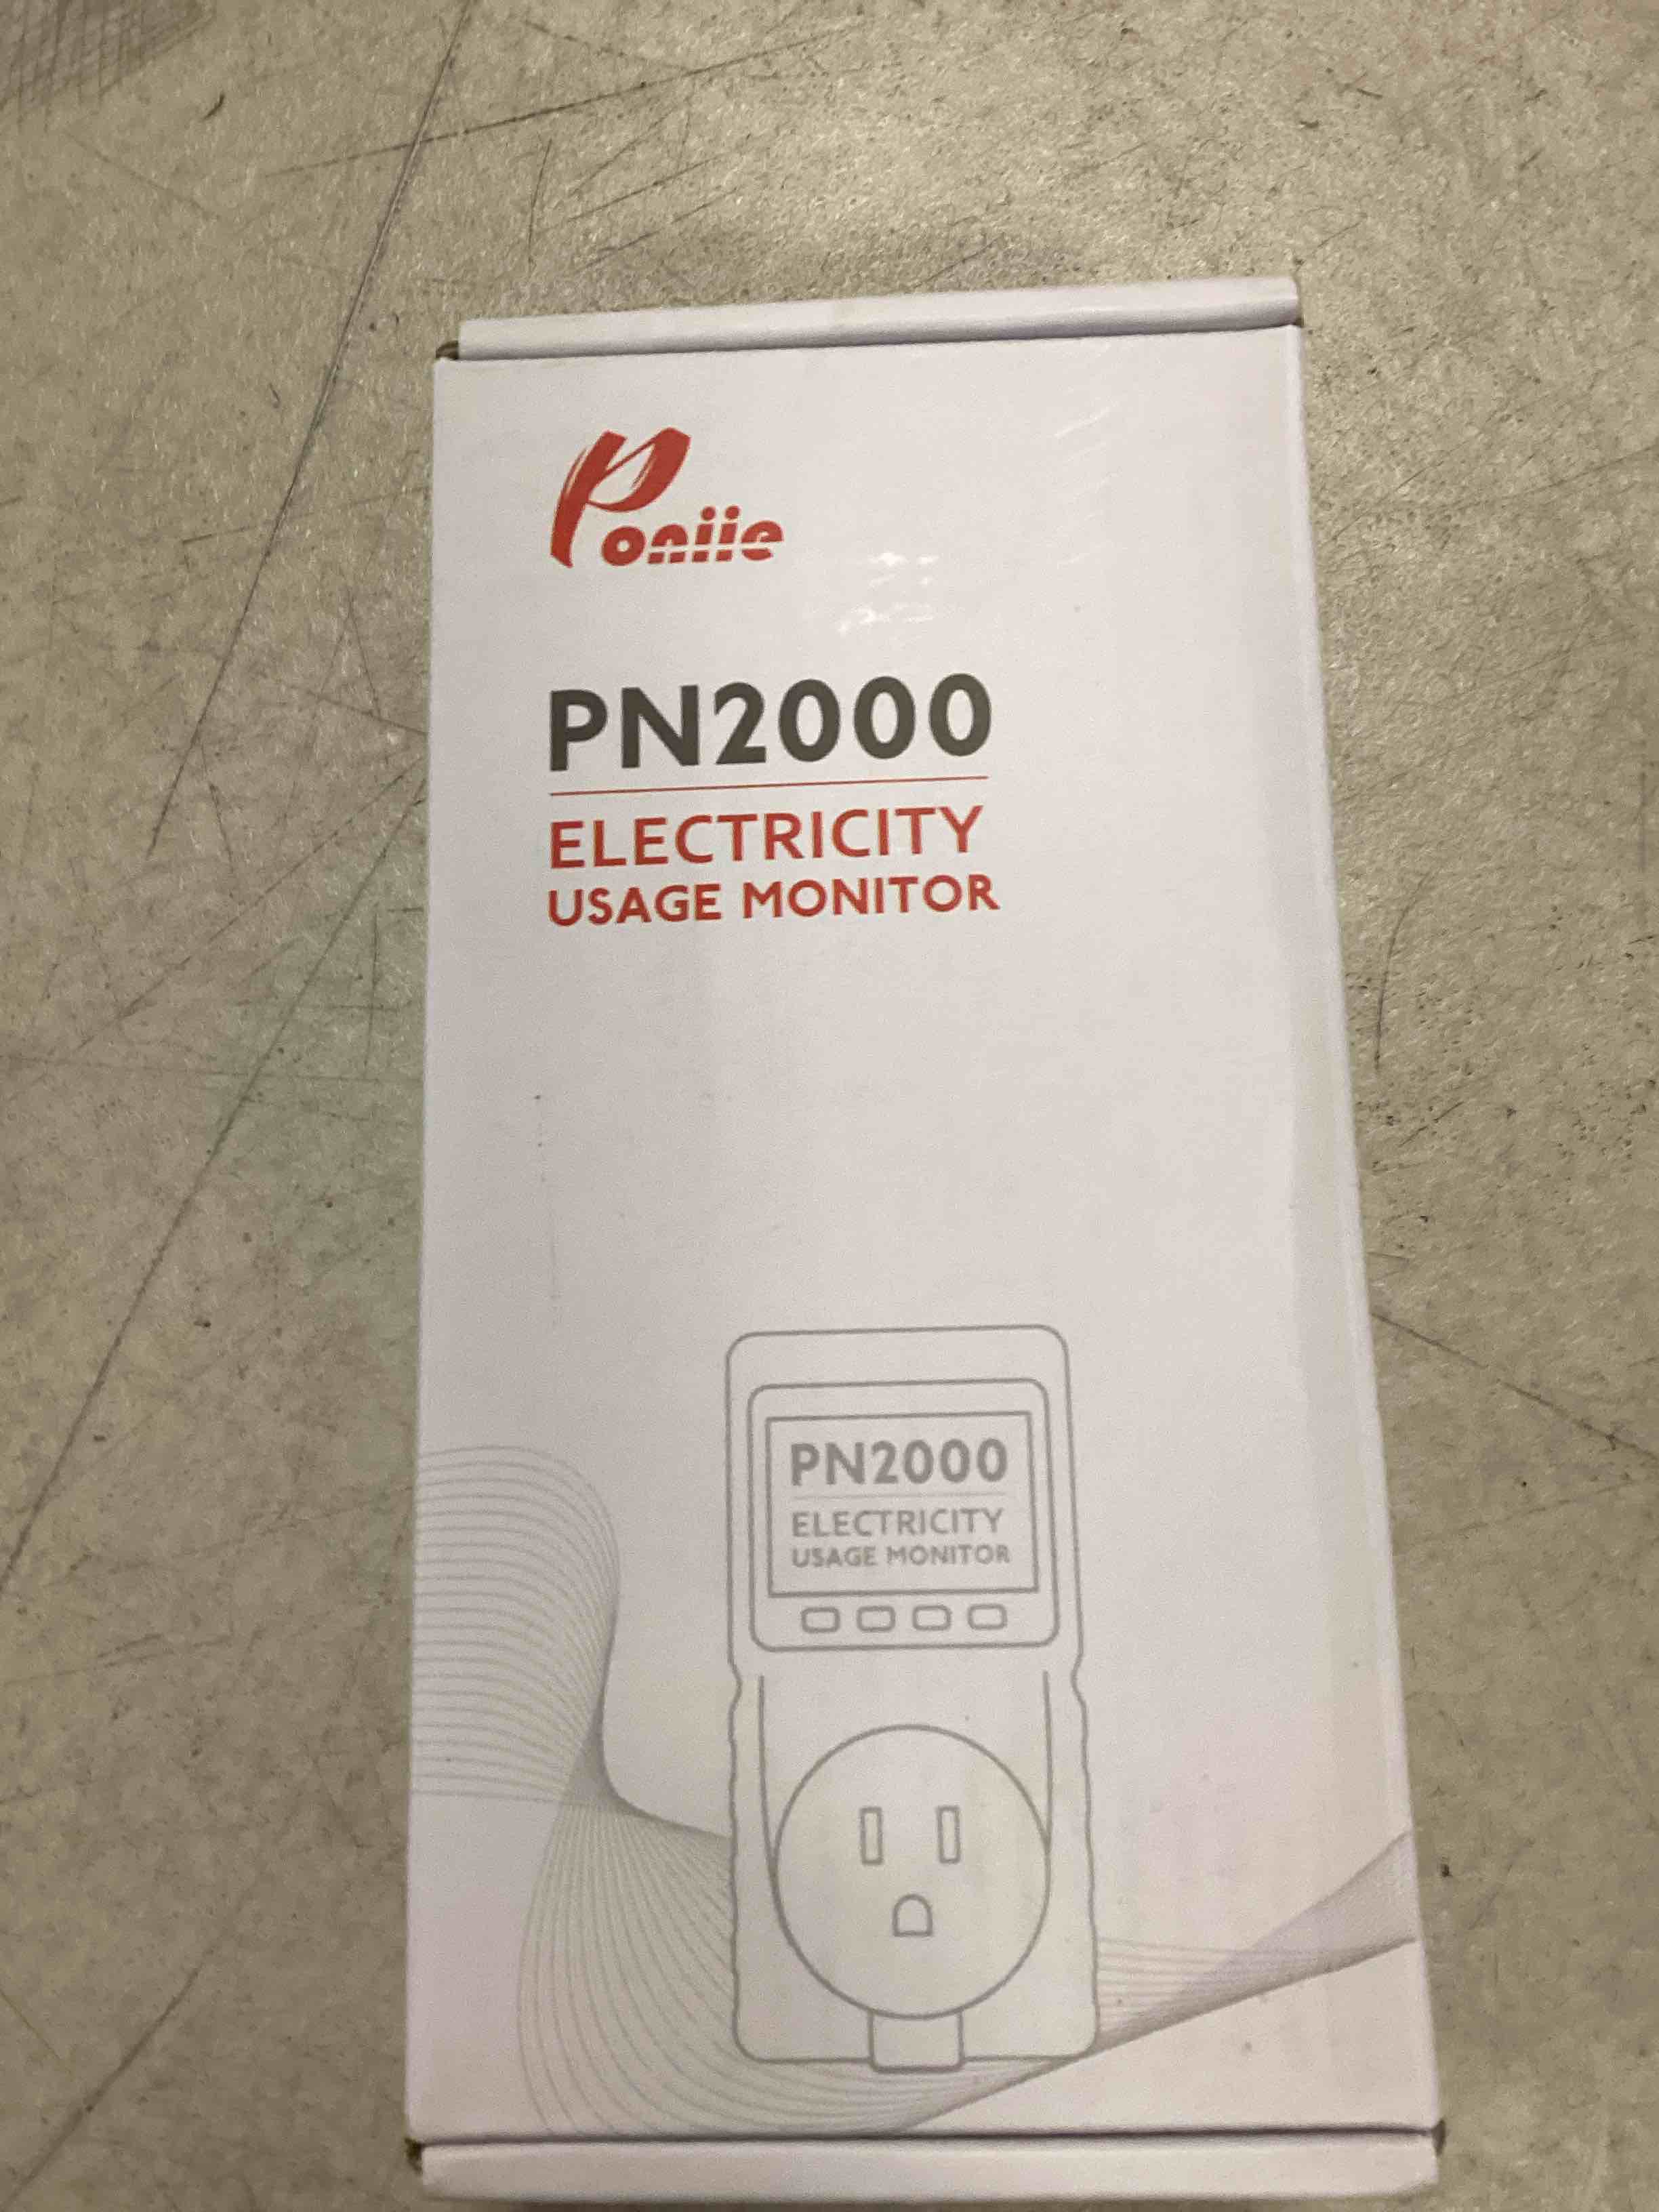 Poniie
PN2000
ELECTRICITY
USAGE MONITOR
PN2000
ELECTRICITY
USAGE MONITOR